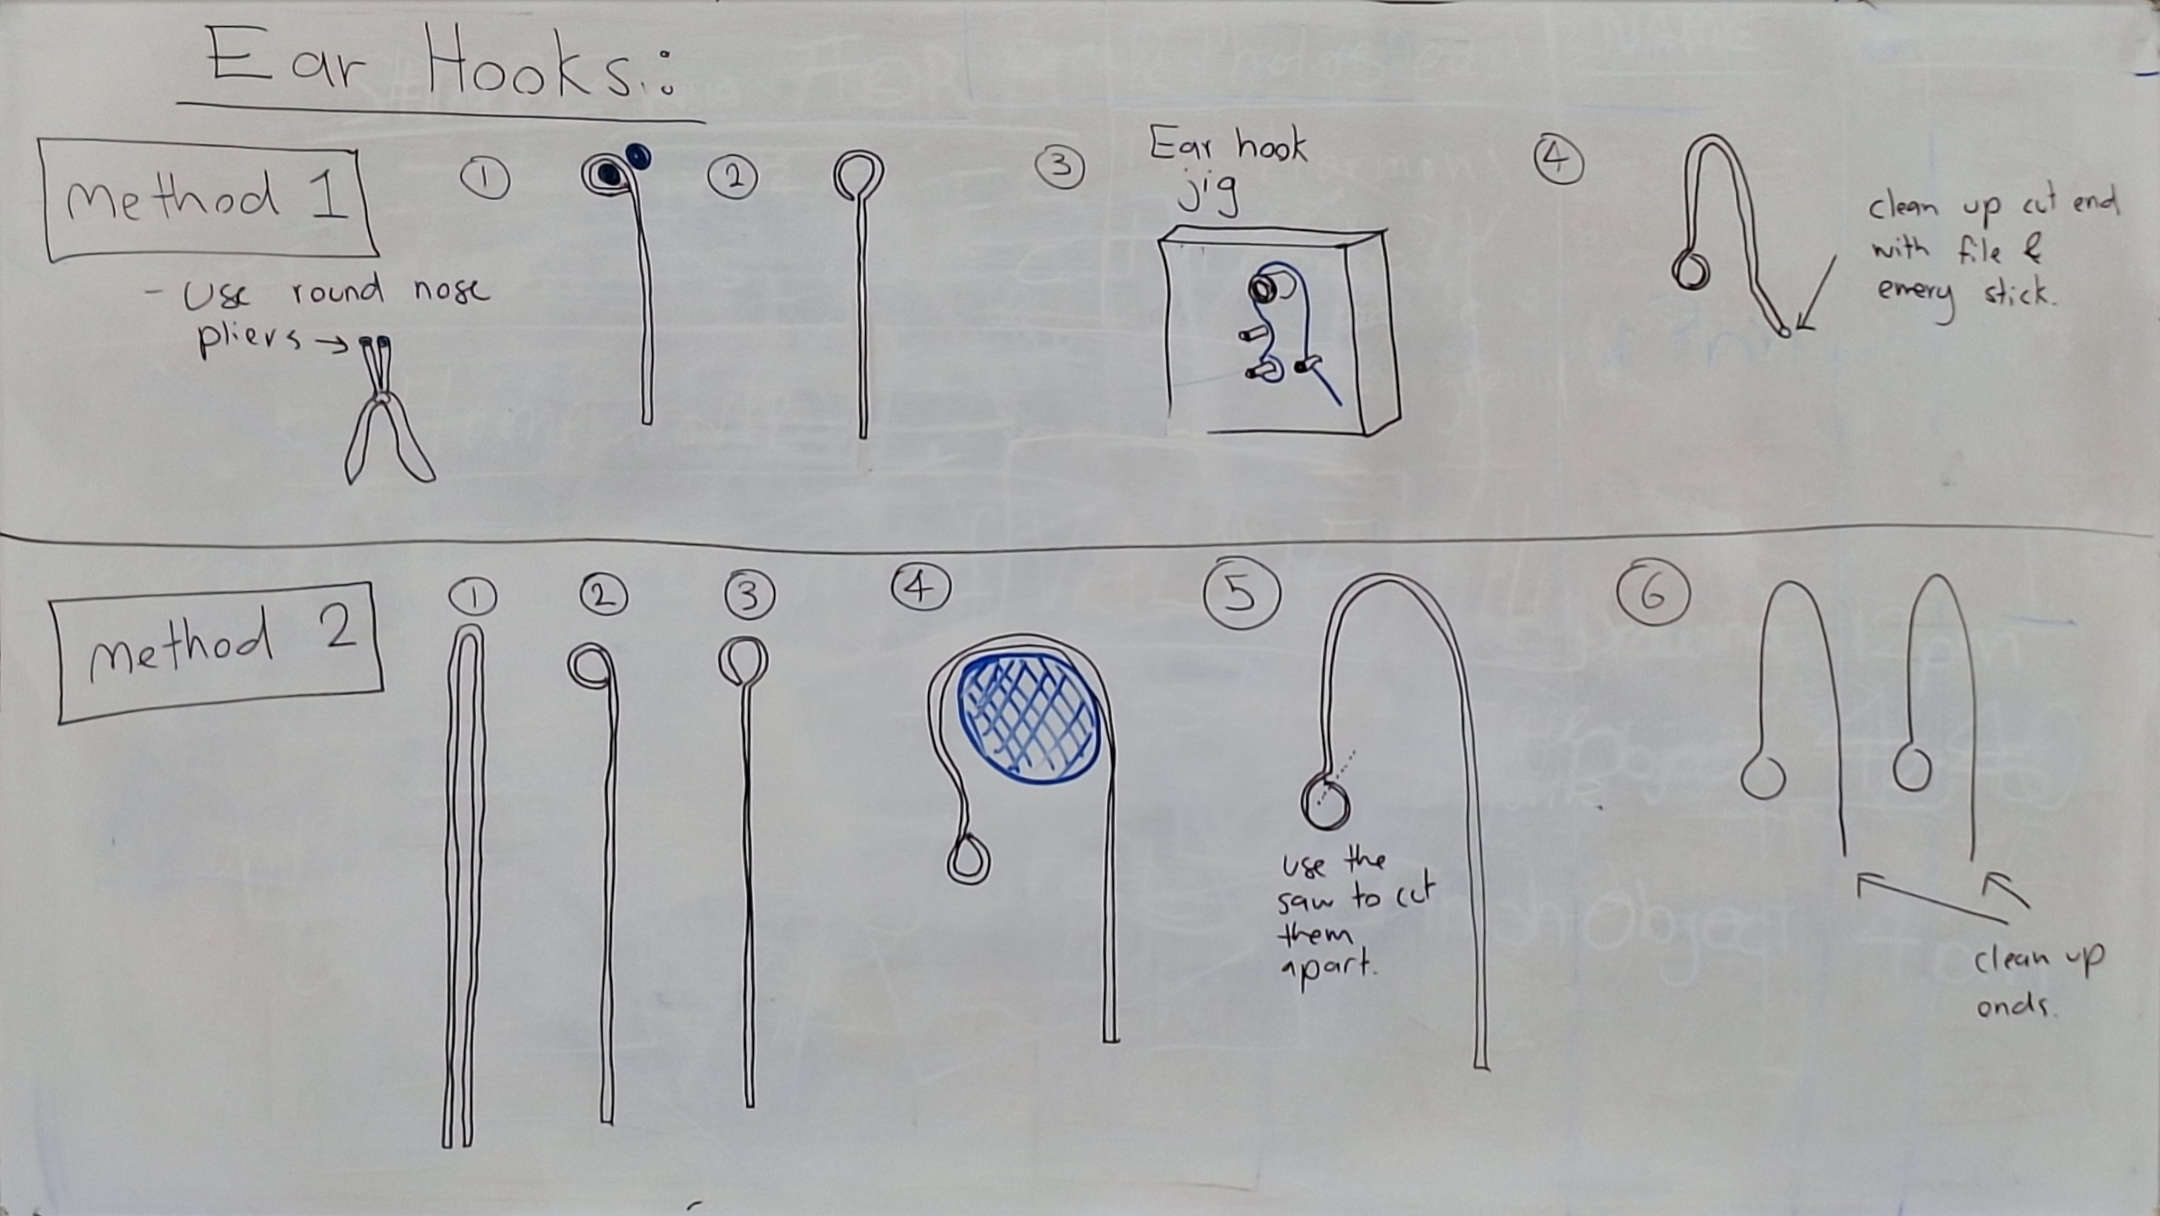 Ear Hooks.:
Method 1
- Use round nose
pliers →
1
2
3
Ear hook
jig
4
clean up cut end
with file &
emery stick.
Method 2
1
2
3
4
5
use the
saw to cut
them
apart.
6
clean up
ends.